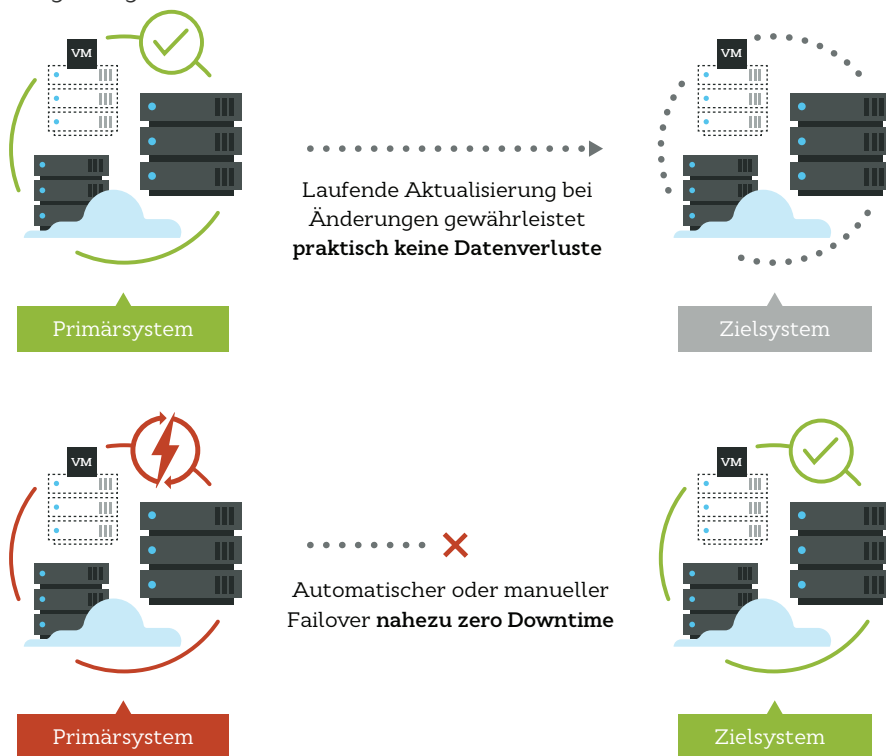 VM
VM
Laufende Aktualisierung bei
Änderungen gewährleistet
praktisch keine Datenverluste
Primärsystem
Zielsystem
VM
VM
Automatischer oder manueller
Failover nahezu zero Downtime
Primärsystem
Zielsystem